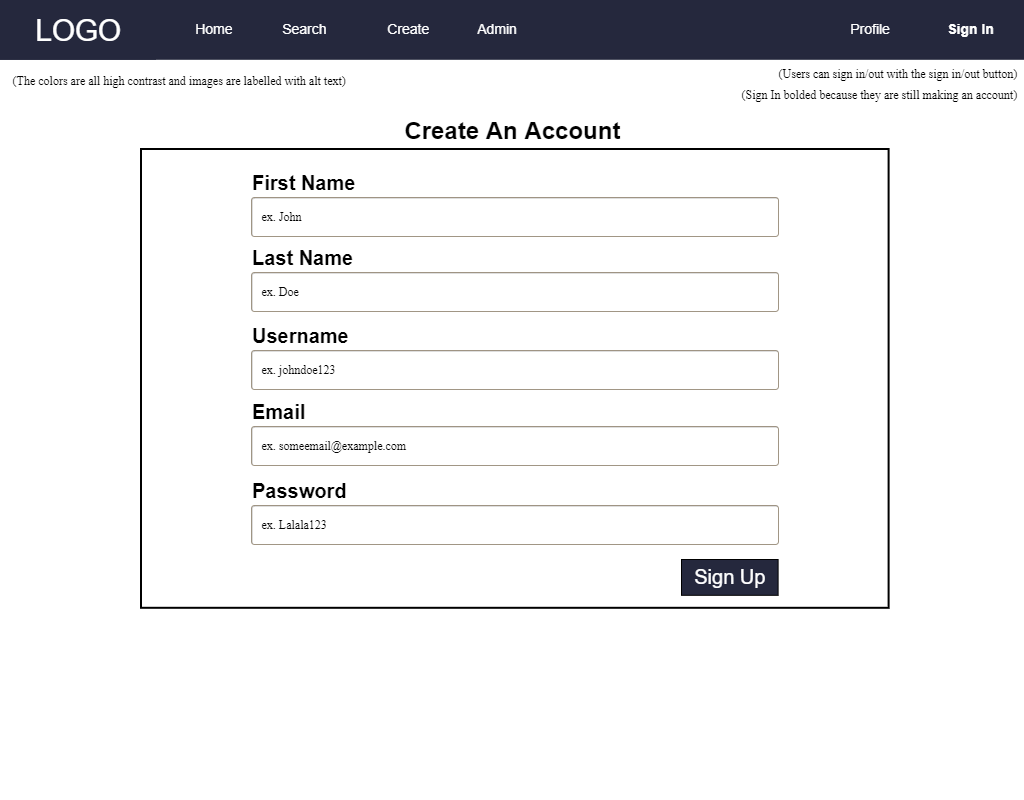 LOGO Home Search Create Admin Profile Sign In
(The colors are all high contrast and images are labelled with alt text)
(Users can sign in/out with the sign in/out button)
(Sign In bolded because they are still making an account)
Create An Account
First Name
ex. John
Last Name
ex. Doe
Username
ex. johndoe123
Email
ex. someemail@example.com
Password
ex. Lalala123
Sign Up